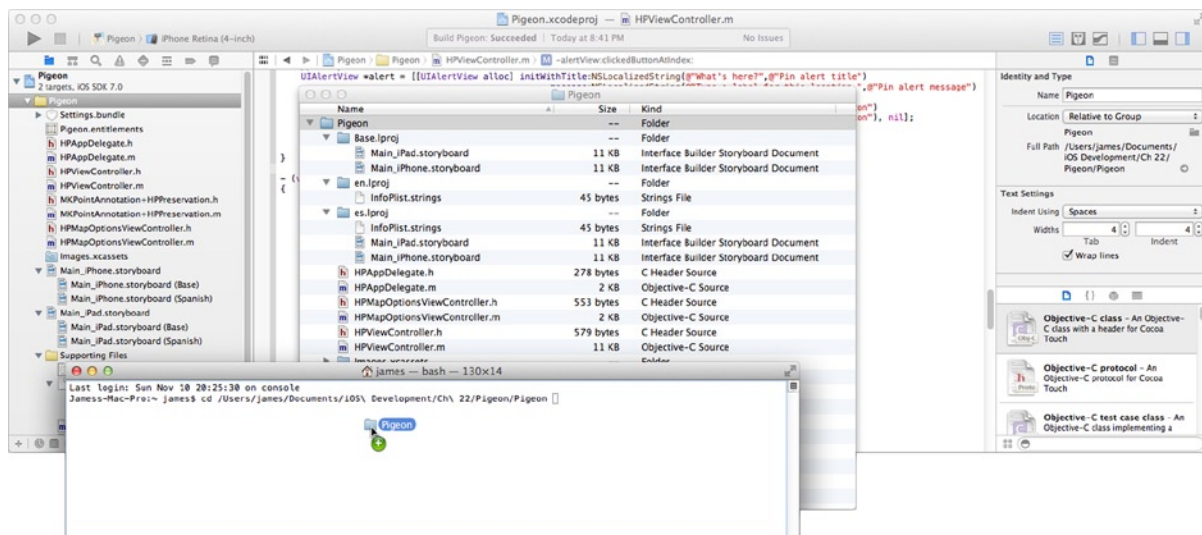 Pigeon.xcodeproj — HPViewController.m
Pigeon iPhone Retina (4-inch)
Build Pigeon: Succeeded Today at 8:41 PM No Issues
Pigeon Pigeon HPViewController.m -alertView:clickedButtonAtIndex:
Pigeon
2 targets, iOS SDK 7.0
Pigeon
Settings.bundle
Pigeon.entitlements
HPAppDelegate.h
HPAppDelegate.m
HPViewController.h
HPViewController.m
MKPointAnnotation+HPPreservation.h
MKPointAnnotation+HPPreservation.m
HPMapOptionsViewController.h
HPMapOptionsViewController.m
Images.xcassets
Main_iPhone.storyboard
Main_iPhone.storyboard (Base)
Main_iPhone.storyboard (Spanish)
Main_iPad.storyboard
Main_iPad.storyboard (Base)
Main_iPad.storyboard (Spanish)
Supporting Files
UIAlertView *alert = [[UIAlertView alloc] initWithTitle:NSLocalizedString(@"What's here?",@"Pin alert title")
,@"Pin alert message")
on")
on"), nil];
}
{
Pigeon
Name Size Kind
Pigeon -- Folder
Base.lproj -- Folder
Main_iPad.storyboard 11 KB Interface Builder Storyboard Document
Main_iPhone.storyboard 11 KB Interface Builder Storyboard Document
en.lproj -- Folder
InfoPlist.strings 45 bytes Strings File
es.lproj -- Folder
InfoPlist.strings 45 bytes Strings File
Main_iPad.storyboard 11 KB Interface Builder Storyboard Document
Main_iPhone.storyboard 11 KB Interface Builder Storyboard Document
HPAppDelegate.h 278 bytes C Header Source
HPAppDelegate.m 2 KB Objective-C Source
HPMapOptionsViewController.h 553 bytes C Header Source
HPMapOptionsViewController.m 2 KB Objective-C Source
HPViewController.h 579 bytes C Header Source
HPViewController.m 11 KB Objective-C Source
Images.xcassets -- Folder
james — bash — 130×14
Last login: Sun Nov 10 20:25:30 on console
Jamess-Mac-Pro:~ james$ cd /Users/james/Documents/iOS\ Development/Ch\ 22/Pigeon/Pigeon
Pigeon
Identity and Type
Name Pigeon
Location Relative to Group
Pigeon
Full Path /Users/james/Documents/
iOS Development/Ch 22/
Pigeon/Pigeon
Text Settings
Indent Using Spaces
Widths 4 4
Tab Indent
Wrap lines
Objective-C class - An Objective-
C class with a header for Cocoa
Touch
Objective-C protocol - An
Objective-C protocol for Cocoa
Touch
Objective-C test case class - An
Objective-C class implementing a